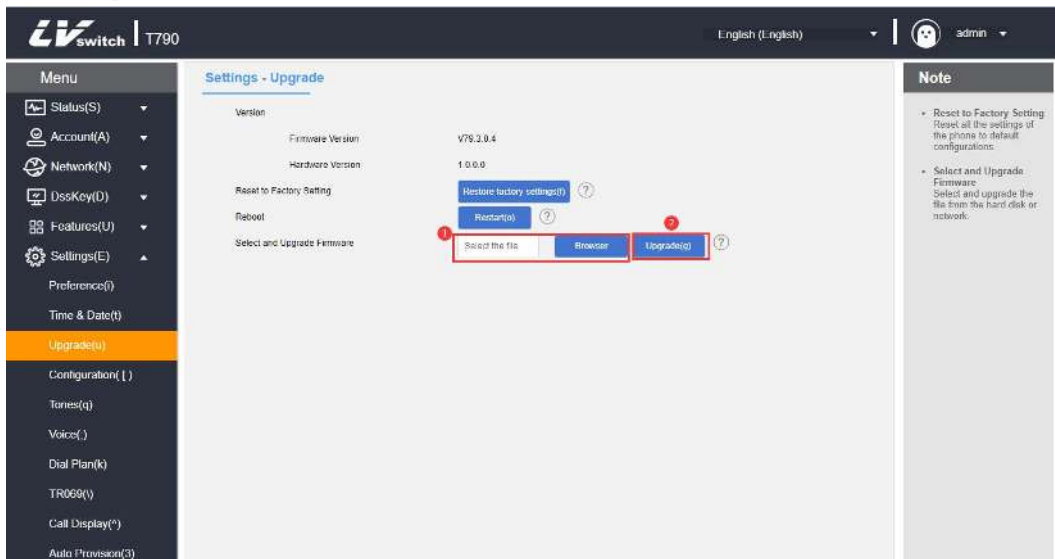 LVswitch T790
English (English)
admin
Menu
Status(S)
Account(A)
Network(N)
DssKey(D)
Features(U)
Settings(E)
Preference(i)
Time & Date(t)
Upgrade(u)
Configuration( [ )
Tones(q)
Voice(.)
Dial Plan(k)
TR069(\)
Call Display(^)
Auto Provision(3)
Settings - Upgrade
Version
Firmware Version V79.3.0.4
Hardware Version 1.0.0.0
Reset to Factory Setting Restore factory settings(f) ?
Reboot Restart(o) ?
1 2
Select and Upgrade Firmware Select the file Browser Upgrade(g) ?
Note
Reset to Factory Setting
Reset all the settings of
the phone to default
configurations.
Select and Upgrade
Firmware
Select and upgrade the
file from the hard disk or
network.